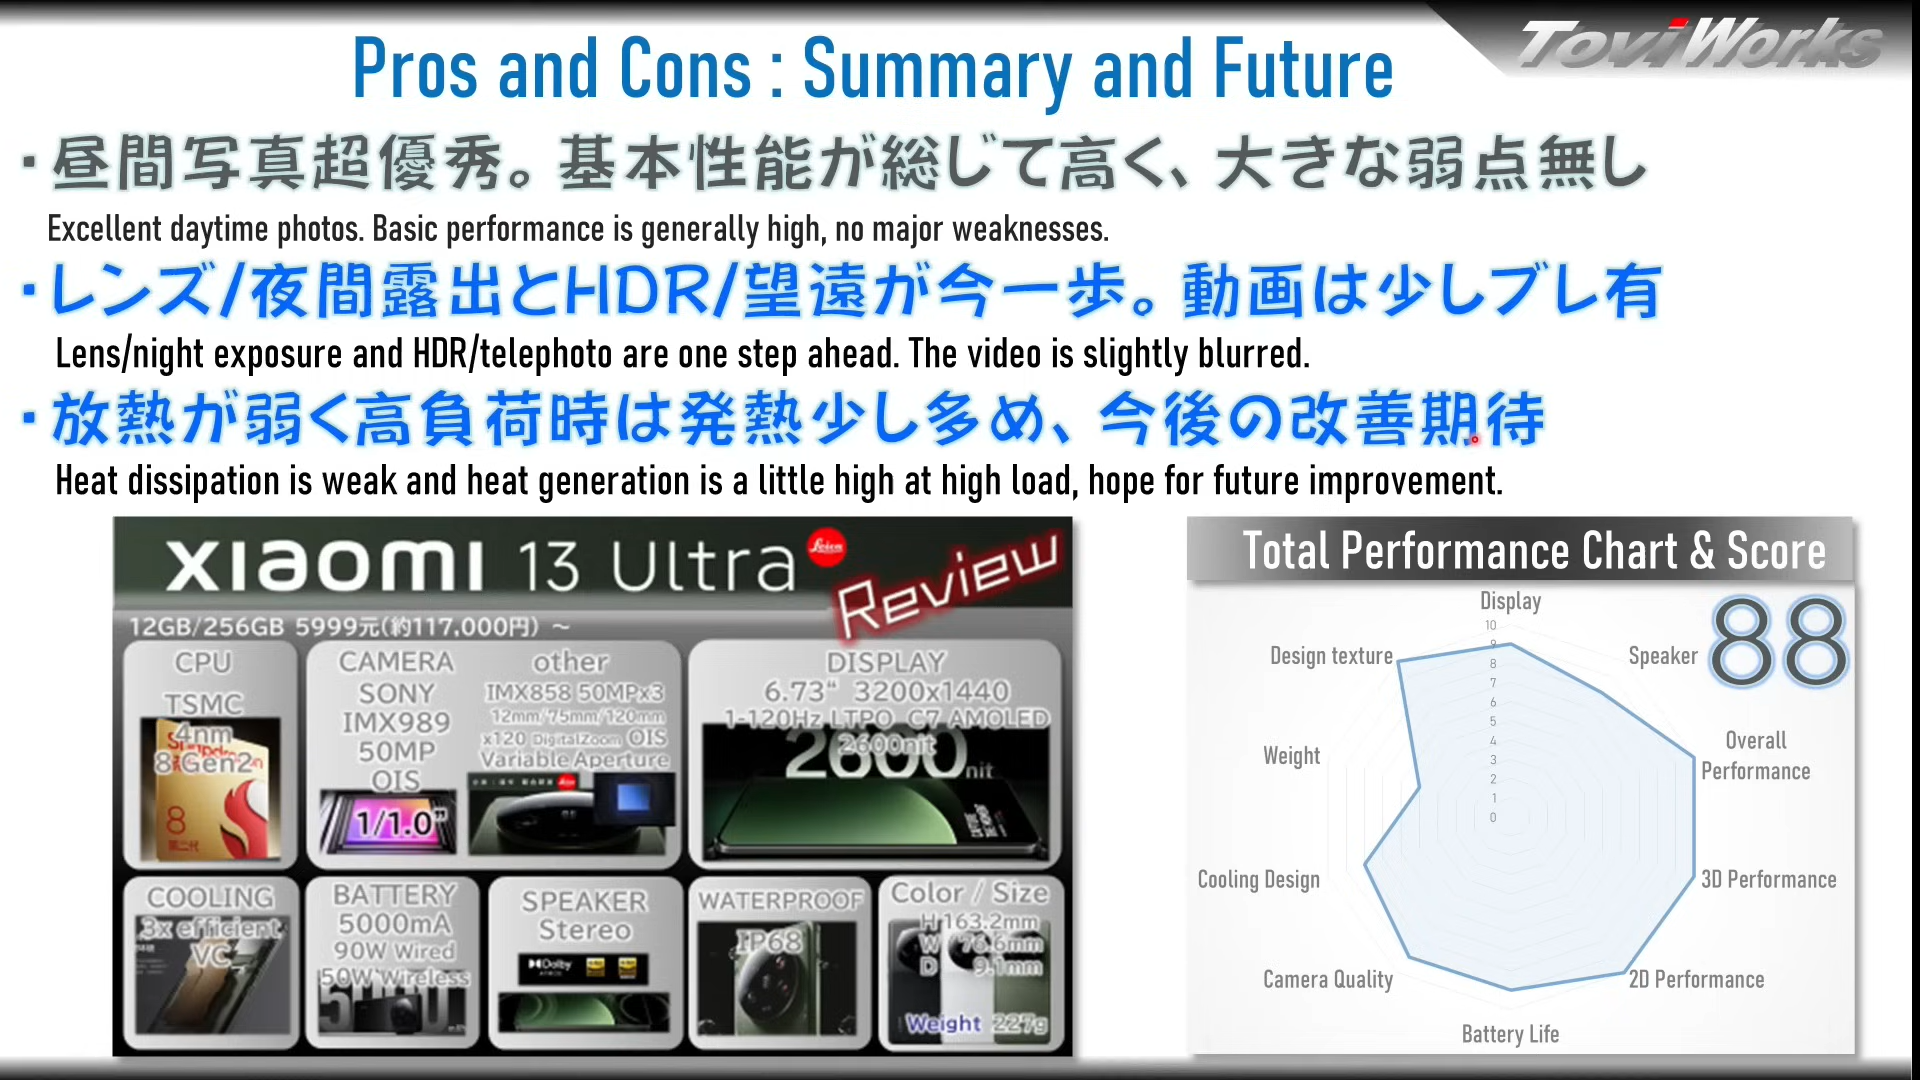 ToviWorks
Pros and Cons : Summary and Future
・昼間写真超優秀。基本性能が総じて高く、大きな弱点無し
Excellent daytime photos. Basic performance is generally high, no major weaknesses.
・レンズ/夜間露出とHDR/望遠が今一歩。動画は少しブレ有
Lens/night exposure and HDR/telephoto are one step ahead. The video is slightly blurred.
・放熱が弱く高負荷時は発熱少し多め、今後の改善期待
Heat dissipation is weak and heat generation is a little high at high load, hope for future improvement.
xiaomi 13 Ultra
Leica
Review
12GB/256GB 5999元(約117,000円) ~
CPU
TSMC
4nm
8 Gen2
8
第二代
CAMERA
SONY
IMX989
50MP
OIS
1/1.0"
other
IMX858 50MPx3
12mm/75mm/120mm
x120 DigitalZoom OIS
Variable Aperture
DISPLAY
6.73“ 3200x1440
1-120Hz LTPO C7 AMOLED
2600nit
2600nit
COOLING
3x efficient
VC
BATTERY
5000mA
90W Wired
50W Wireless
SPEAKER
Stereo
Dolby
WATERPROOF
IP68
Color / Size
H 163.2mm
W 76.6mm
D 9.1mm
Weight 227g
Total Performance Chart & Score
88
Display
Speaker
Overall
Performance
3D Performance
2D Performance
Battery Life
Camera Quality
Cooling Design
Weight
Design texture
10
9
8
7
6
5
4
3
2
1
0